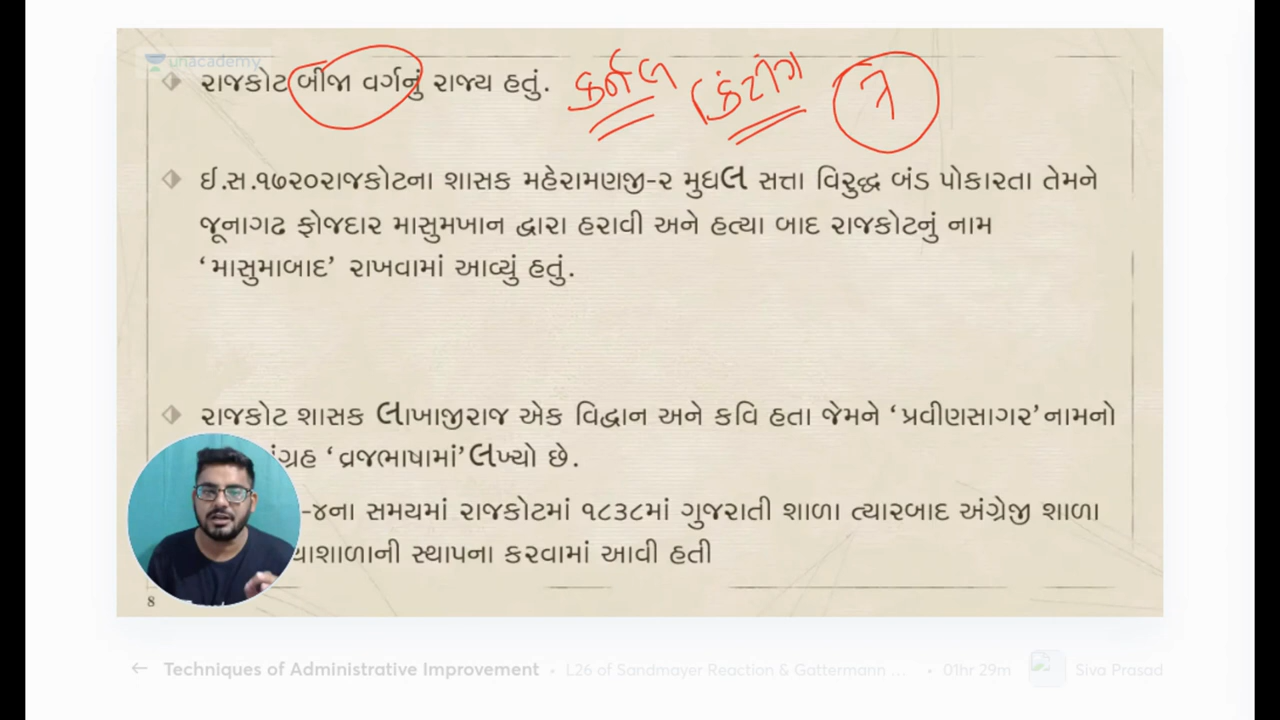 unacademy
રાજકોટ બીજા વર્ગનું રાજ્ય હતું. કર્નલ કિટીંગ ત્રે
ઈ.સ.૧૭૨૦રાજકોટના શાસક મહેરામણજી-૨ મુઘલ સત્તા વિરુદ્ધ બંડ પોકારતા તેમને
જૂનાગઢ ફોજદાર માસુમખાન દ્વારા હરાવી અને હત્યા બાદ રાજકોટનું નામ
‘માસુમાબાદ’ રાખવામાં આવ્યું હતું.
રાજકોટ શાસક લાખાજીરાજ એક વિદ્વાન અને કવિ હતા જેમને ‘પ્રવીણસાગર’નામનો
ંગ્રહ ‘વ્રજભાષામાં’લખ્યો છે.
-૪ના સમયમાં રાજકોટમાં ૧૮૩૮માં ગુજરાતી શાળા ત્યારબાદ અંગ્રેજી શાળા
યાશાળાની સ્થાપના કરવામાં આવી હતી
8
← Techniques of Administrative Improvement • L26 of Sandmayer Reaction & Gattermann ... • 01hr 29m Siva Prasad